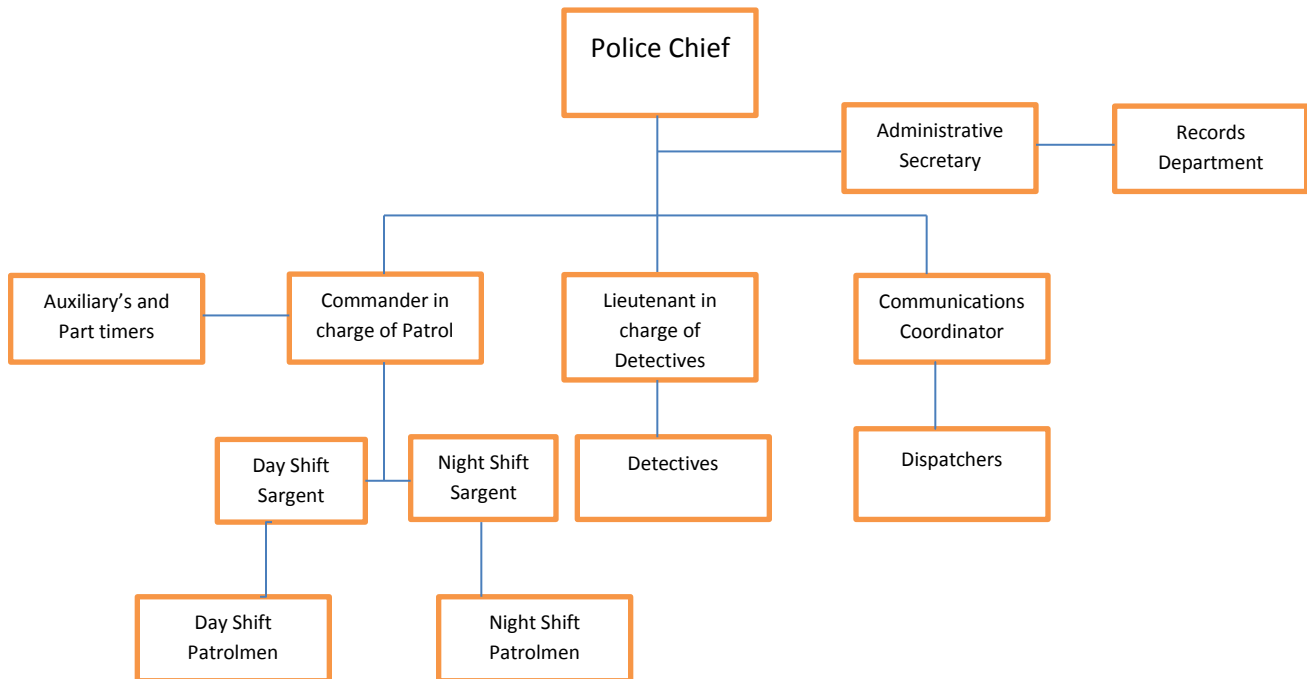 Police Chief
Administrative
Secretary
Records
Department
Auxiliary’s and
Part timers
Commander in
charge of Patrol
Lieutenant in
charge of
Detectives
Communications
Coordinator
Day Shift
Sargent
Night Shift
Sargent
Detectives
Dispatchers
Day Shift
Patrolmen
Night Shift
Patrolmen